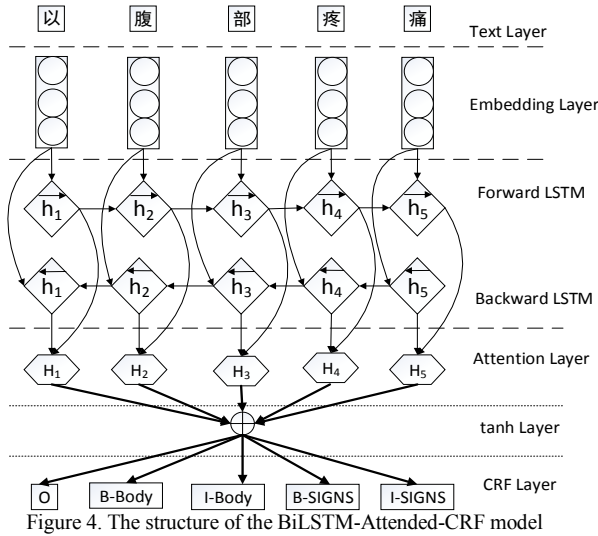 以 腹 部 疼 痛 Text Layer
Embedding Layer
h1 h2 h3 h4 h5 Forward LSTM
h1 h2 h3 h4 h5 Backward LSTM
H1 H2 H3 H4 H5 Attention Layer
tanh Layer
O B-Body I-Body B-SIGNS I-SIGNS CRF Layer
Figure 4. The structure of the BiLSTM-Attended-CRF model